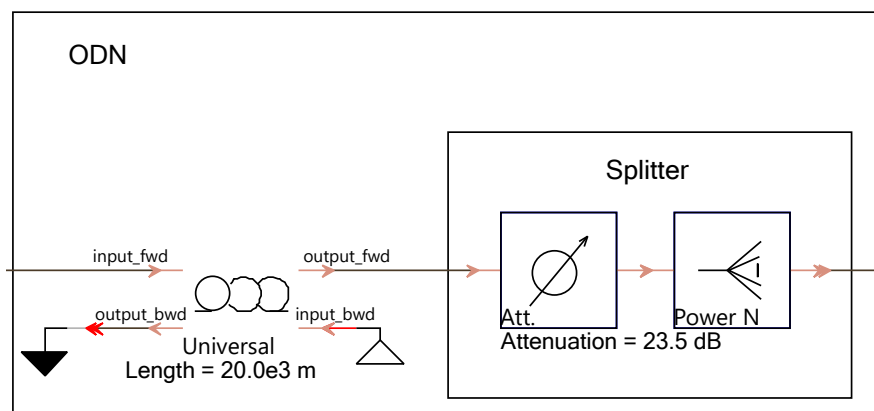 ODN
Splitter
input_fwd
output_fwd
output_bwd
input_bwd
Universal
Length = 20.0e3 m
Att.
Power N
Attenuation = 23.5 dB